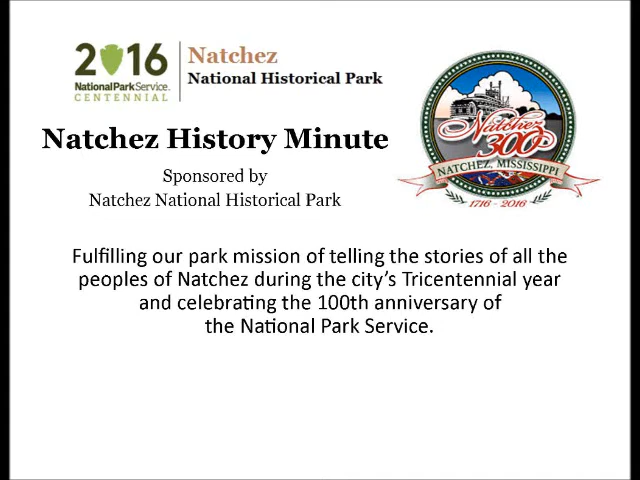 2016
National Park Service
CENTENNIAL
Natchez
National Historical Park
Natchez History Minute
Sponsored by
Natchez National Historical Park
Natchez
300
NATCHEZ, MISSISSIPPI
1716 - 2016
Fulfilling our park mission of telling the stories of all the
peoples of Natchez during the city's Tricentennial year
and celebrating the 100th anniversary of
the National Park Service.